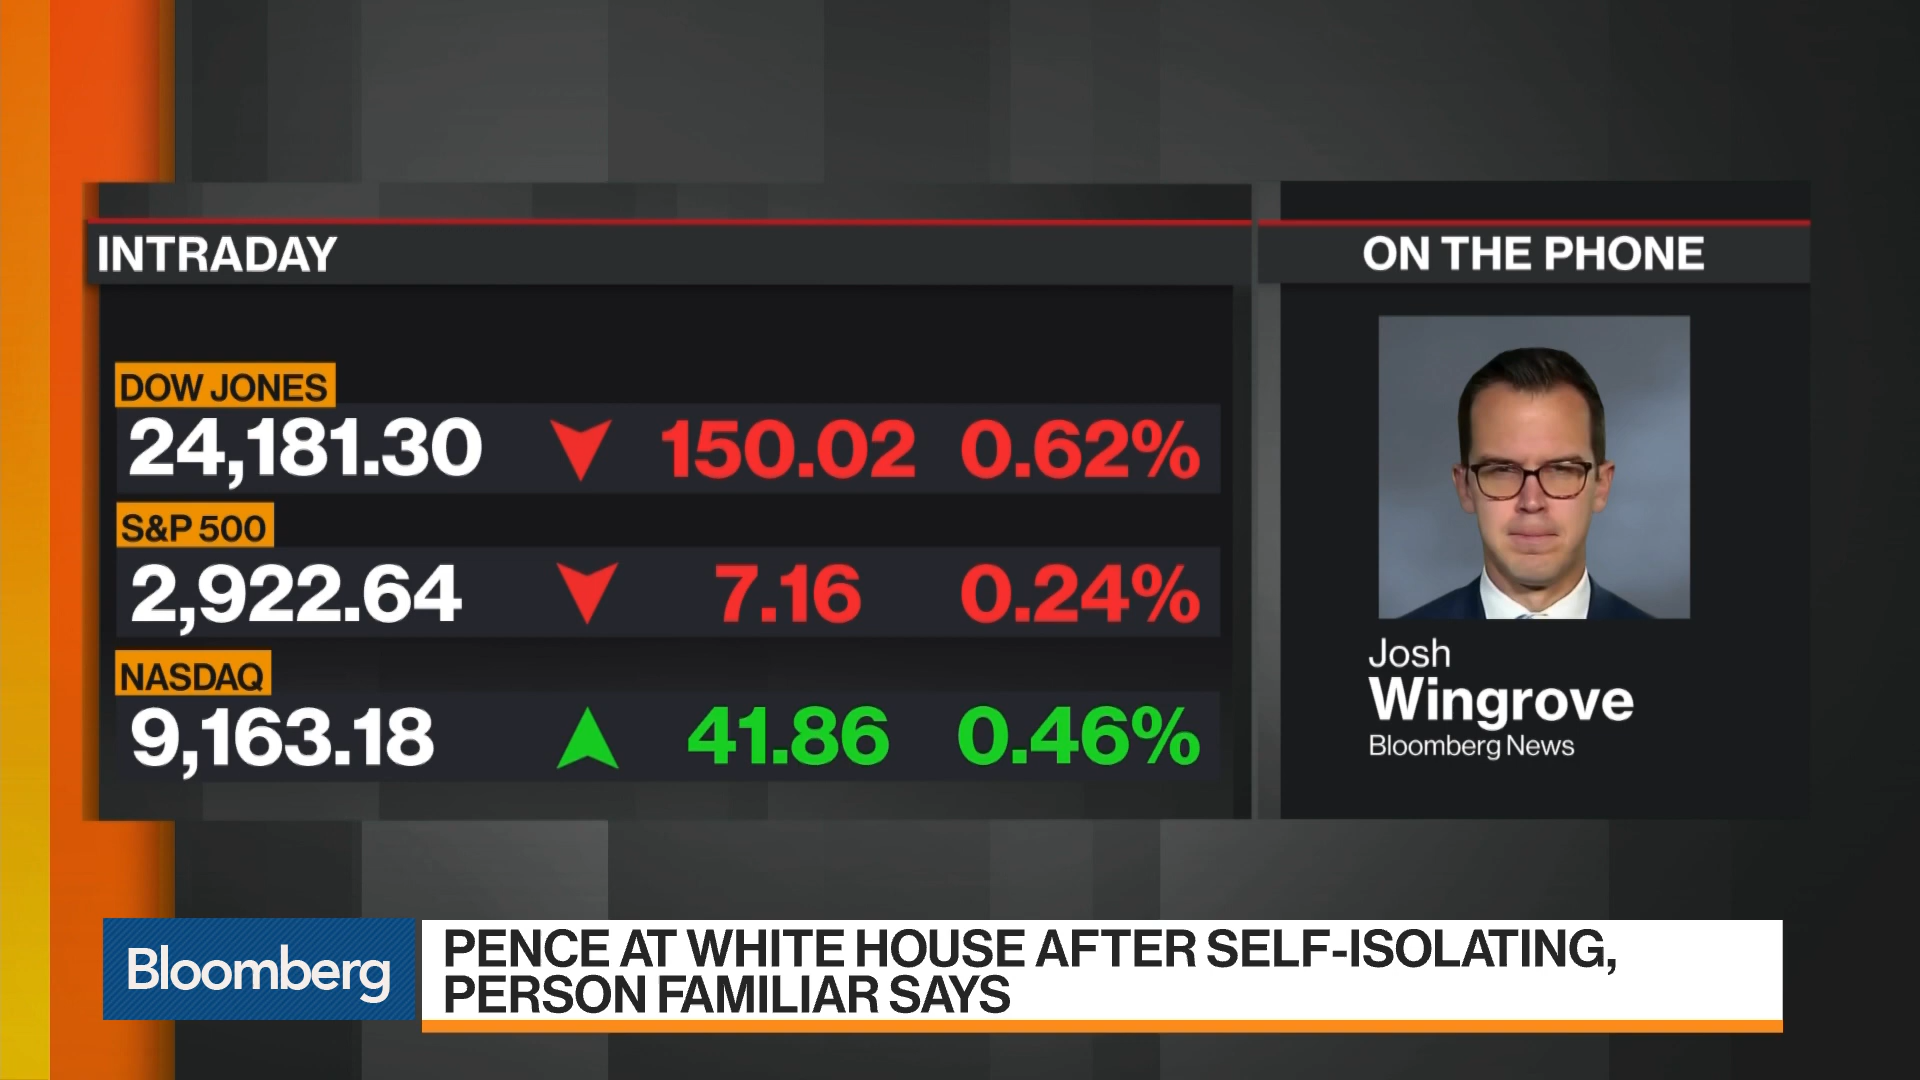 INTRADAY
DOW JONES
24,181.30 ▼ 150.02 0.62%
S&P 500
2,922.64 ▼ 7.16 0.24%
NASDAQ
9,163.18 ▲ 41.86 0.46%
ON THE PHONE
Josh
Wingrove
Bloomberg News
Bloomberg
PENCE AT WHITE HOUSE AFTER SELF-ISOLATING,
PERSON FAMILIAR SAYS